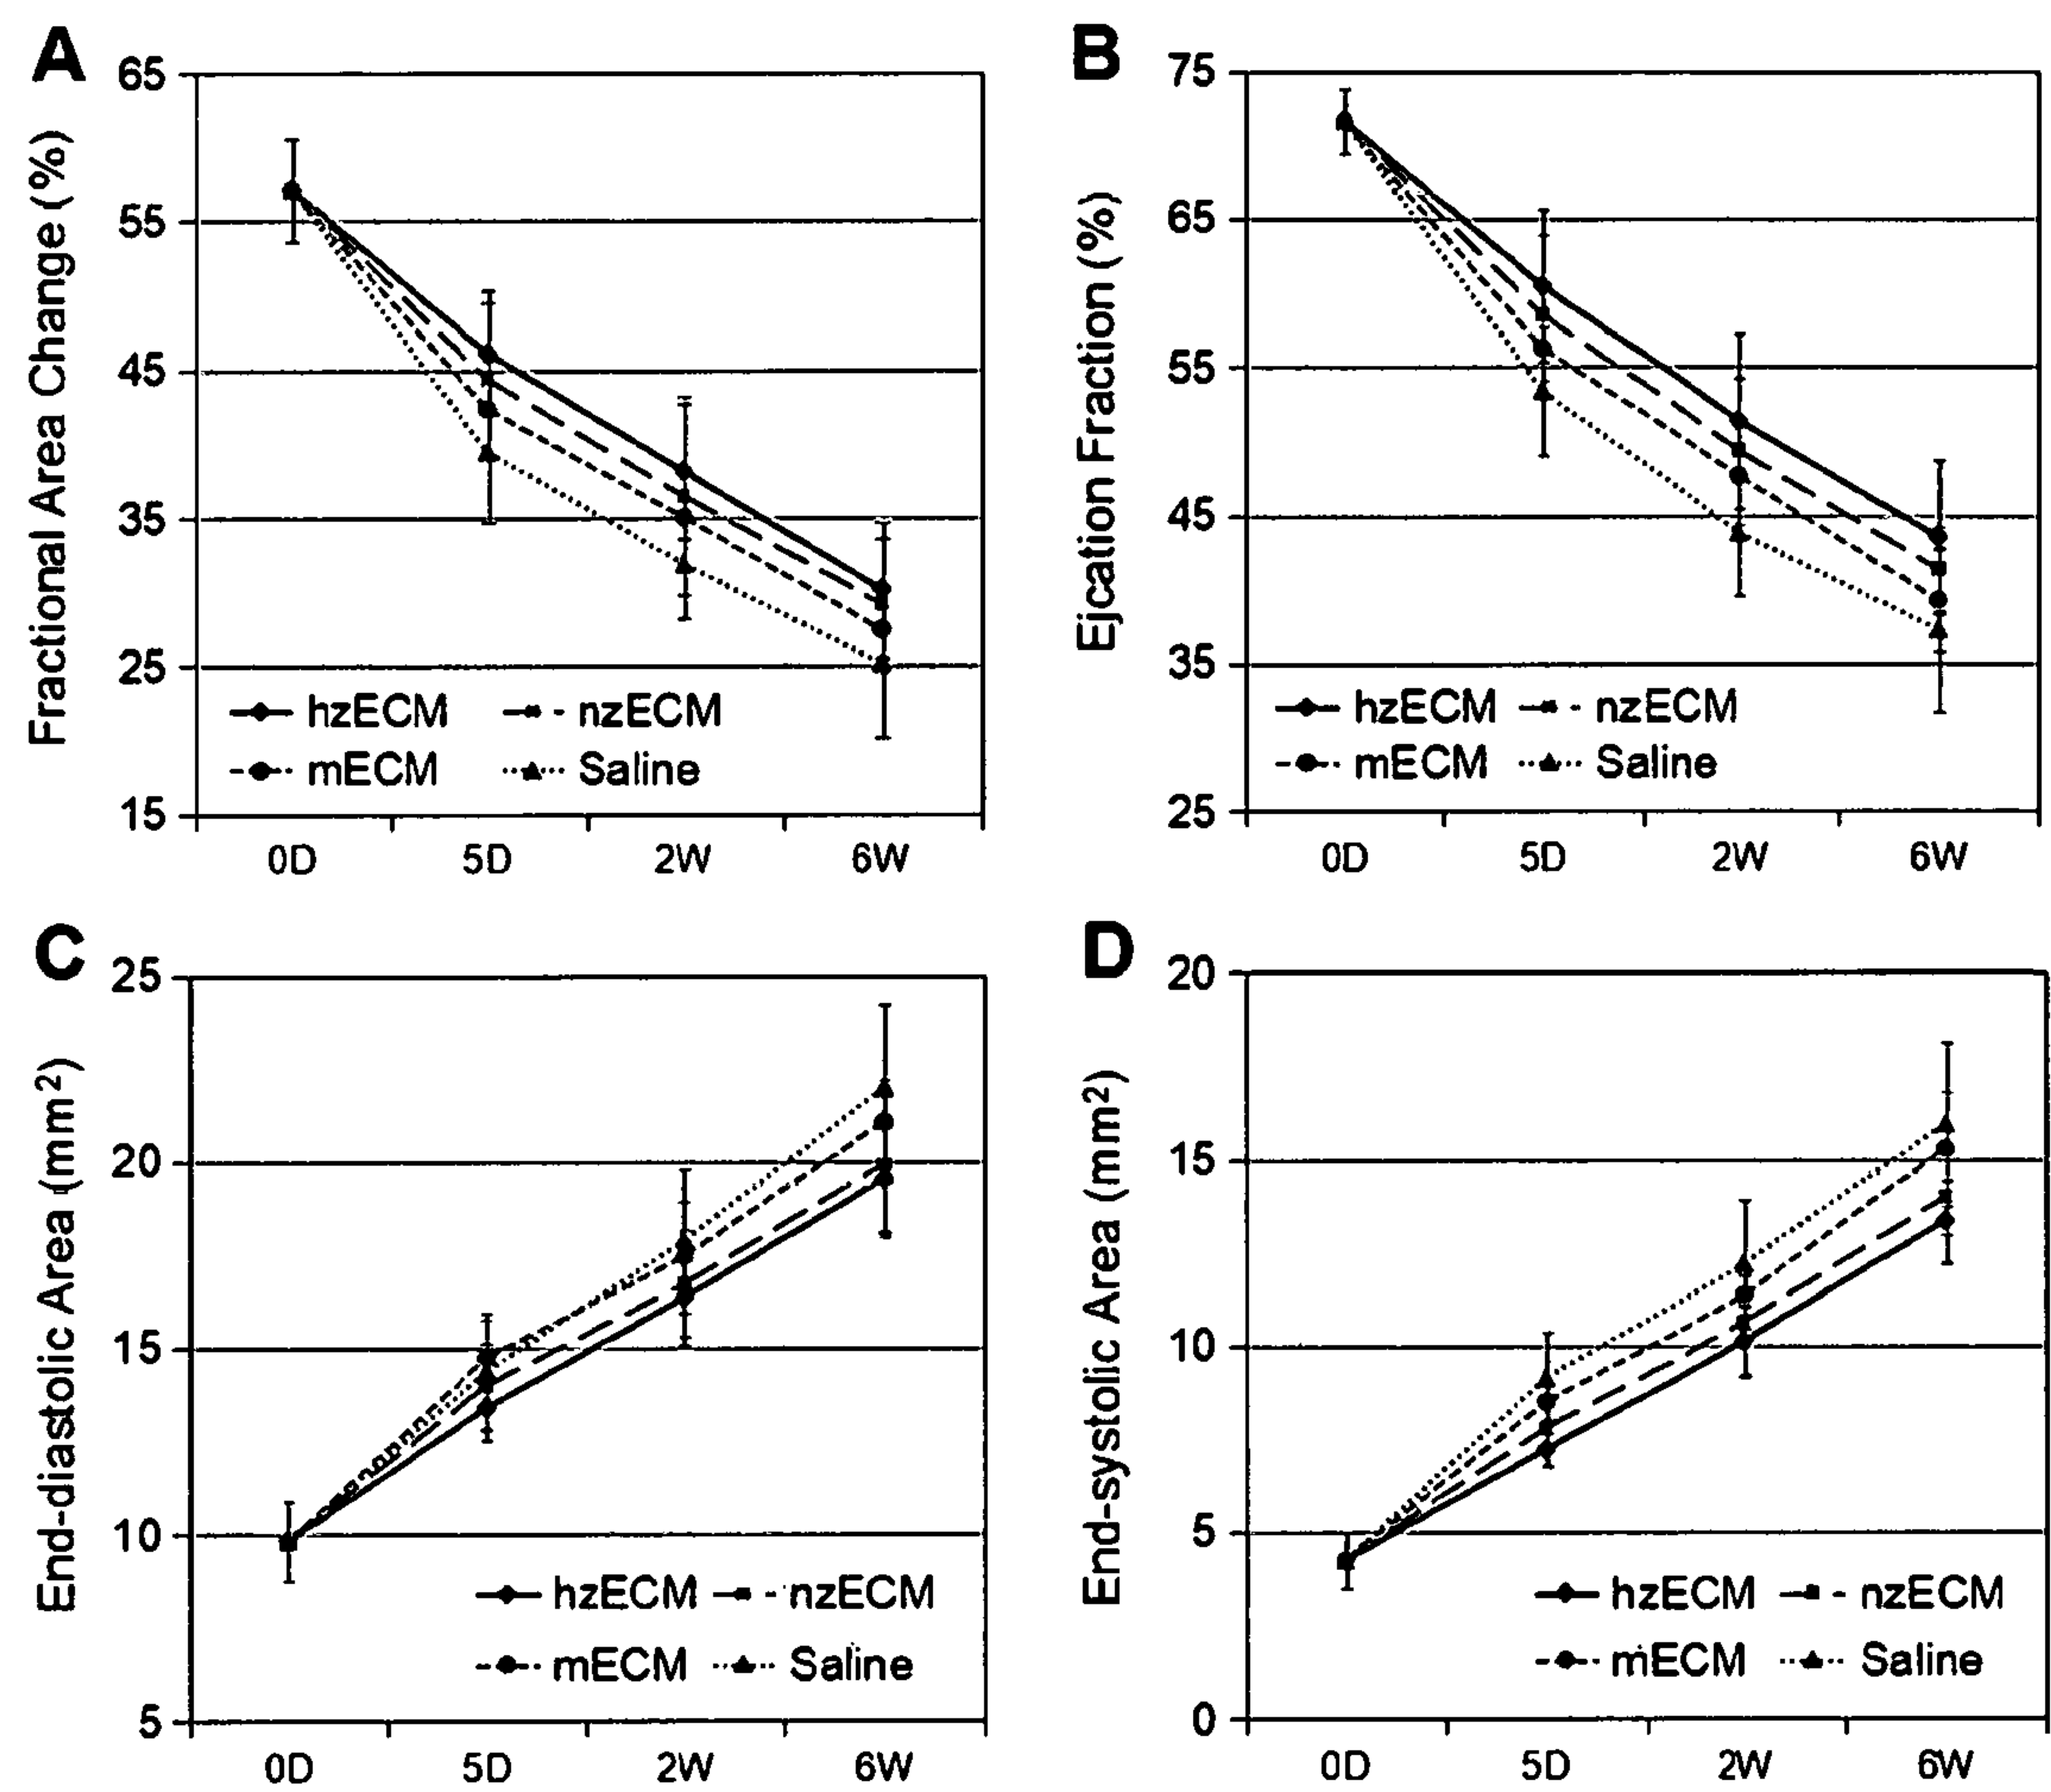 A
Fractional Area Change (%)
65
55
45
35
25
15
hzECM nzECM
mECM Saline
0D 5D 2W 6W
B
Ejcation Fraction (%)
75
65
55
45
35
25
hzECM nzECM
mECM Saline
0D 5D 2W 6W
C
End-diastolic Area (mm²)
25
20
15
10
5
hzECM nzECM
mECM Saline
0D 5D 2W 6W
D
End-systolic Area (mm²)
20
15
10
5
0
hzECM nzECM
mECM Saline
0D 5D 2W 6W